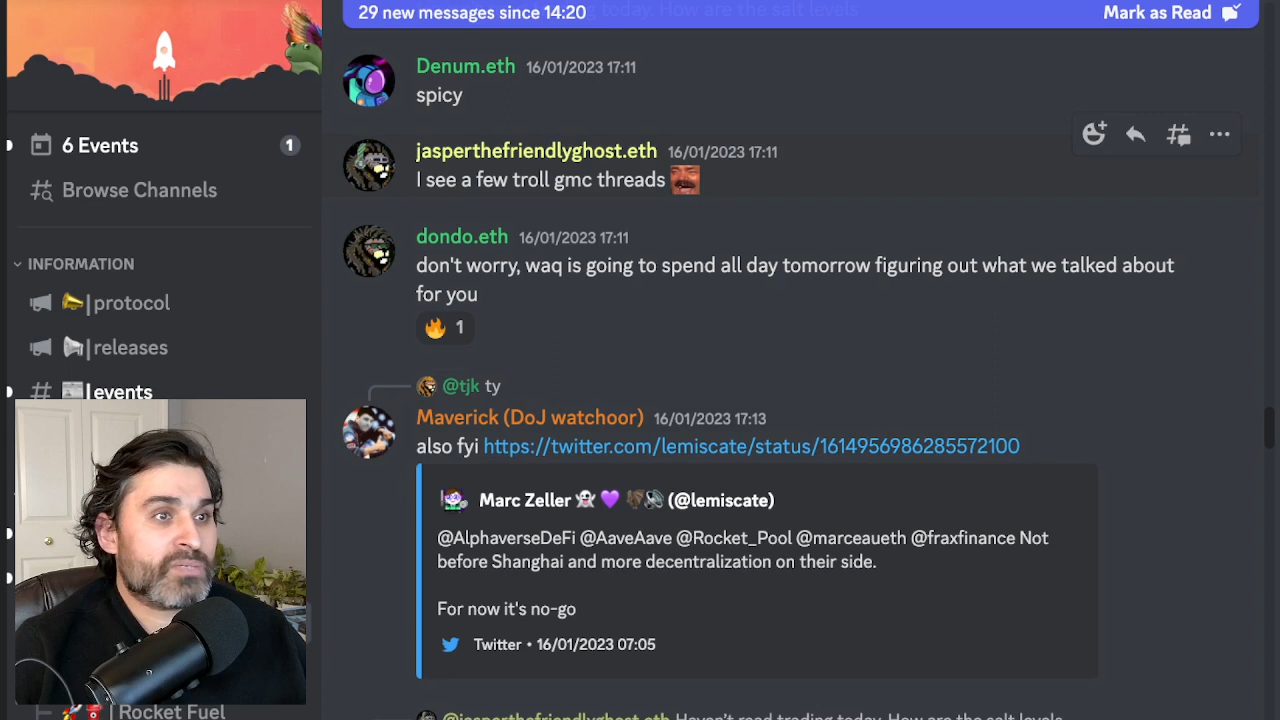 29 new messages since 14:20
Mark as Read
6 Events
1
Browse Channels
INFORMATION
protocol
releases
events
Rocket Fuel
Denum.eth 16/01/2023 17:11
spicy
jasperthefriendlyghost.eth 16/01/2023 17:11
I see a few troll gmc threads
dondo.eth 16/01/2023 17:11
don't worry, waq is going to spend all day tomorrow figuring out what we talked about
for you
1
@tjk ty
Maverick (DoJ watchoor) 16/01/2023 17:13
also fyi https://twitter.com/lemiscate/status/1614956986285572100
Marc Zeller (@lemiscate)
@AlphaverseDeFi @AaveAave @Rocket_Pool @marceaueth @fraxfinance Not
before Shanghai and more decentralization on their side.
For now it's no-go
Twitter • 16/01/2023 07:05
@jasperthefriendlyghost.eth Haven't read trading today. How are the salt levels